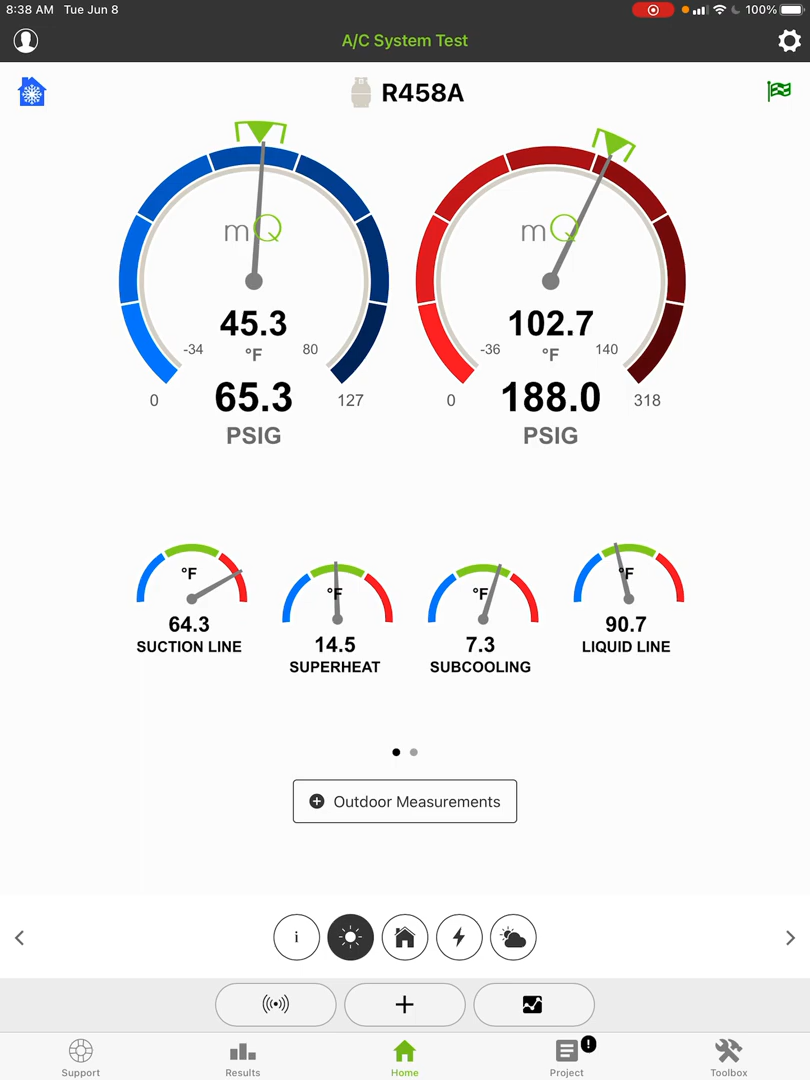 8:38 AM Tue Jun 8 100%
A/C System Test
R458A
mQ mQ
45.3 102.7
-34 °F 80 -36 °F 140
0 65.3 127 0 188.0 318
PSIG PSIG
°F °F °F °F
64.3 14.5 7.3 90.7
SUCTION LINE SUPERHEAT SUBCOOLING LIQUID LINE
Outdoor Measurements
i
Support Results Home Project ! Toolbox